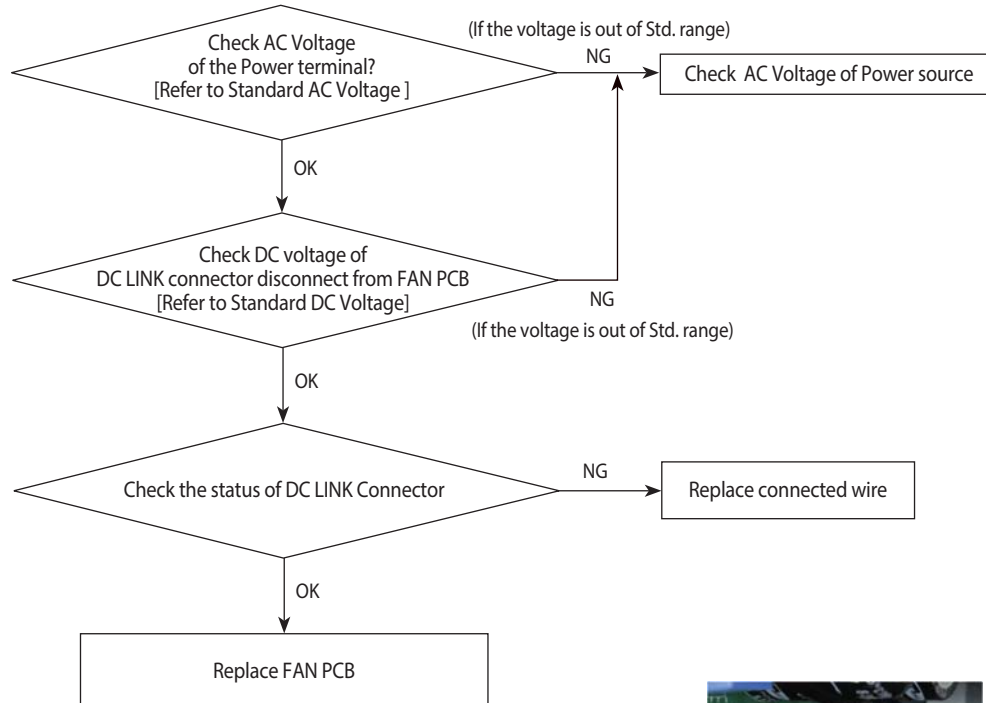 Check AC Voltage
of the Power terminal?
[Refer to Standard AC Voltage ]
(If the voltage is out of Std. range)
NG
Check AC Voltage of Power source
OK
Check DC voltage of
DC LINK connector disconnect from FAN PCB
[Refer to Standard DC Voltage]
NG
(If the voltage is out of Std. range)
OK
Check the status of DC LINK Connector
NG
Replace connected wire
OK
Replace FAN PCB